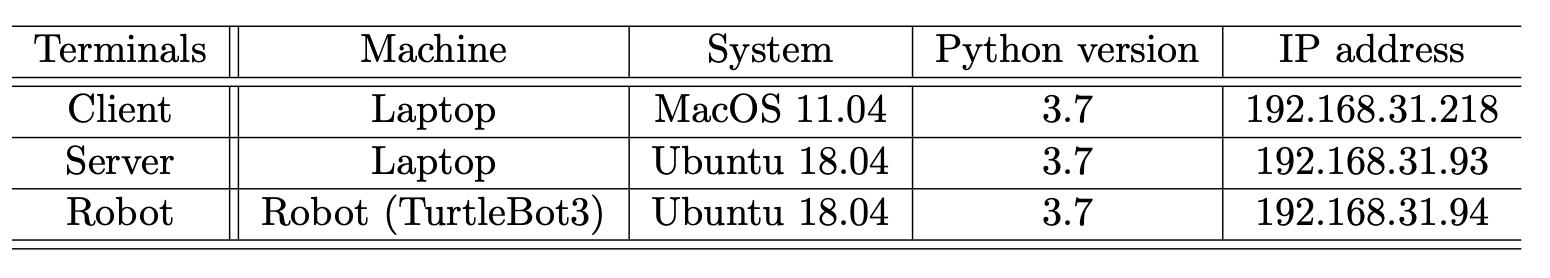 Terminals Machine System Python version IP address
Client Laptop MacOS 11.04 3.7 192.168.31.218
Server Laptop Ubuntu 18.04 3.7 192.168.31.93
Robot Robot (TurtleBot3) Ubuntu 18.04 3.7 192.168.31.94